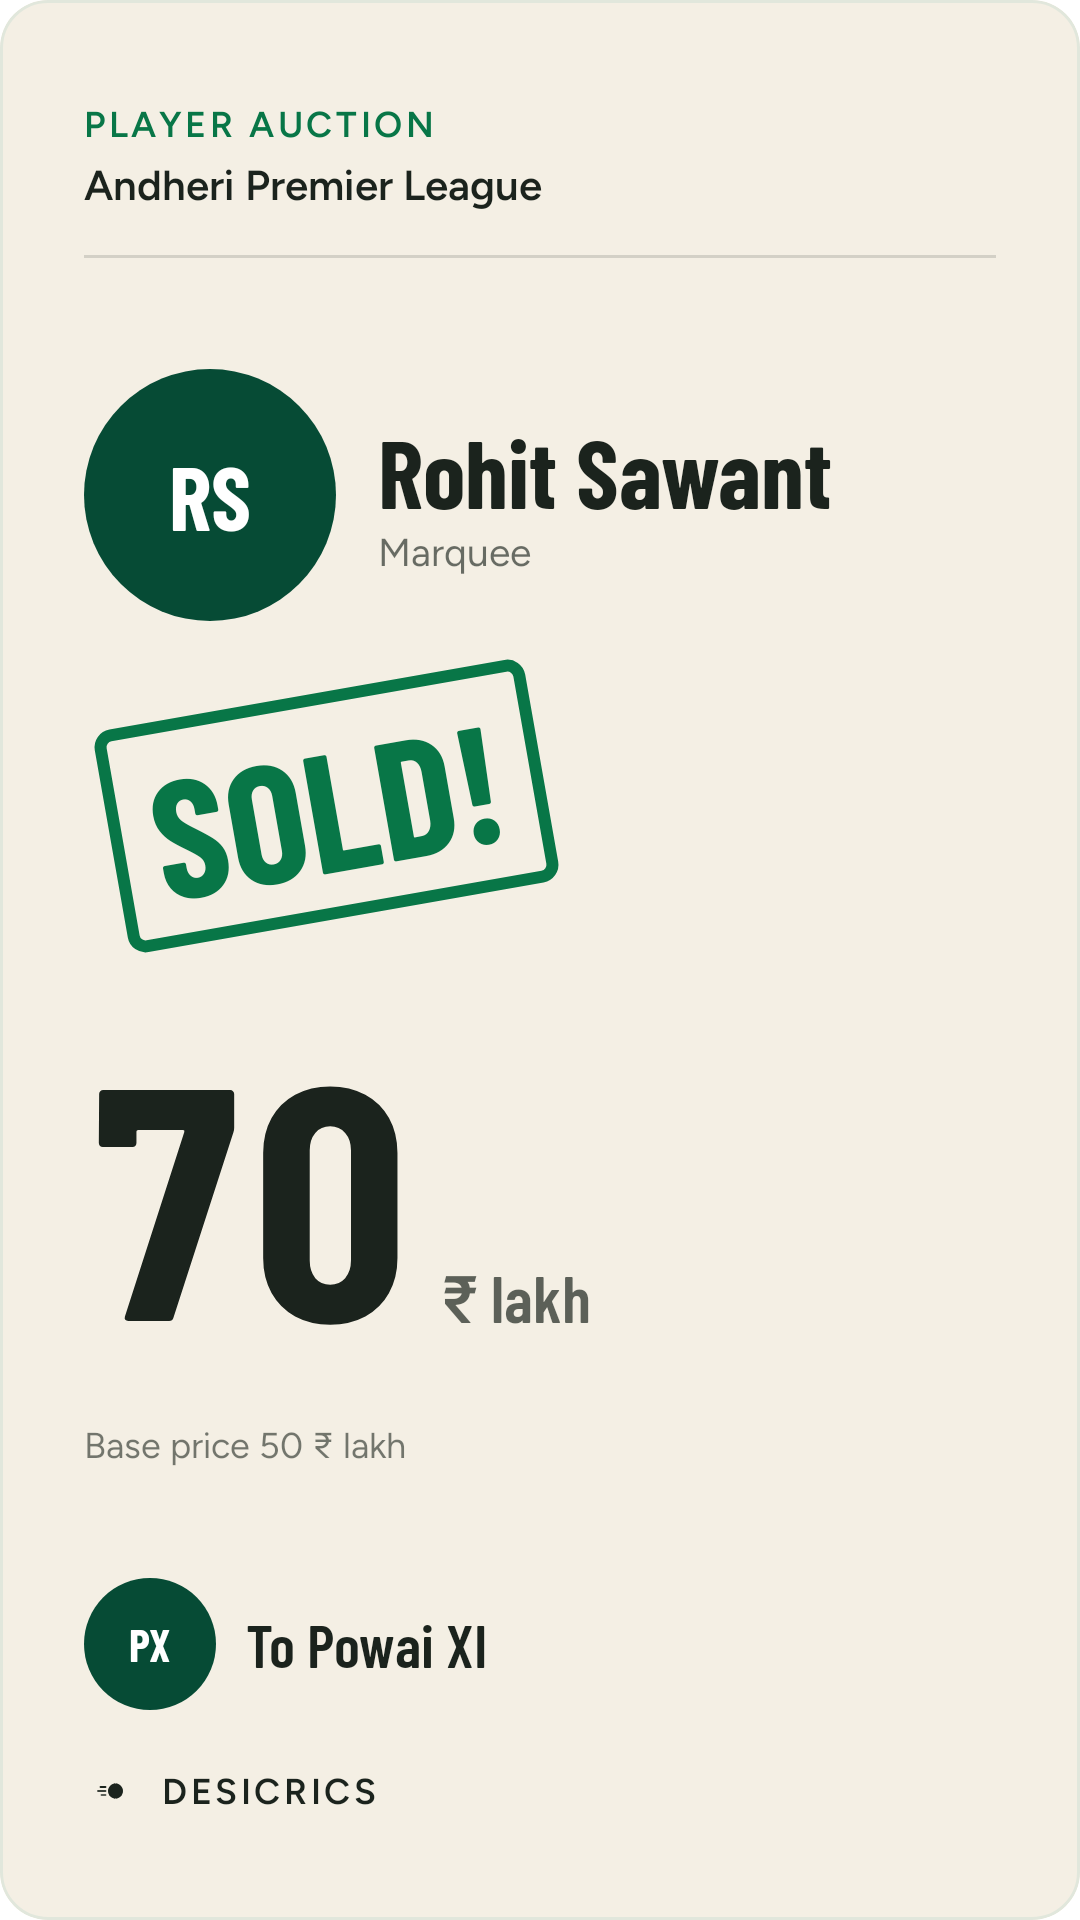 PLAYER AUCTION
Andheri Premier League
RS
Rohit Sawant
Marquee
SOLD!
70 ₹ lakh
Base price 50 ₹ lakh
PX
To Powai XI
DESICRICS